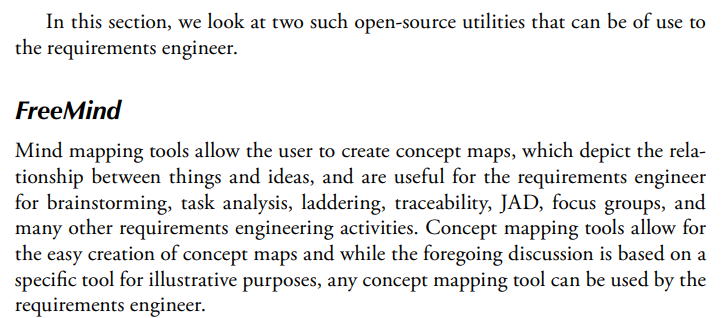 In this section, we look at two such open-source utilities that can be of use to
the requirements engineer.
FreeMind
Mind mapping tools allow the user to create concept maps, which depict the rela-
tionship between things and ideas, and are useful for the requirements engineer
for brainstorming, task analysis, laddering, traceability, JAD, focus groups, and
many other requirements engineering activities. Concept mapping tools allow for
the easy creation of concept maps and while the foregoing discussion is based on a
specific tool for illustrative purposes, any concept mapping tool can be used by the
requirements engineer.